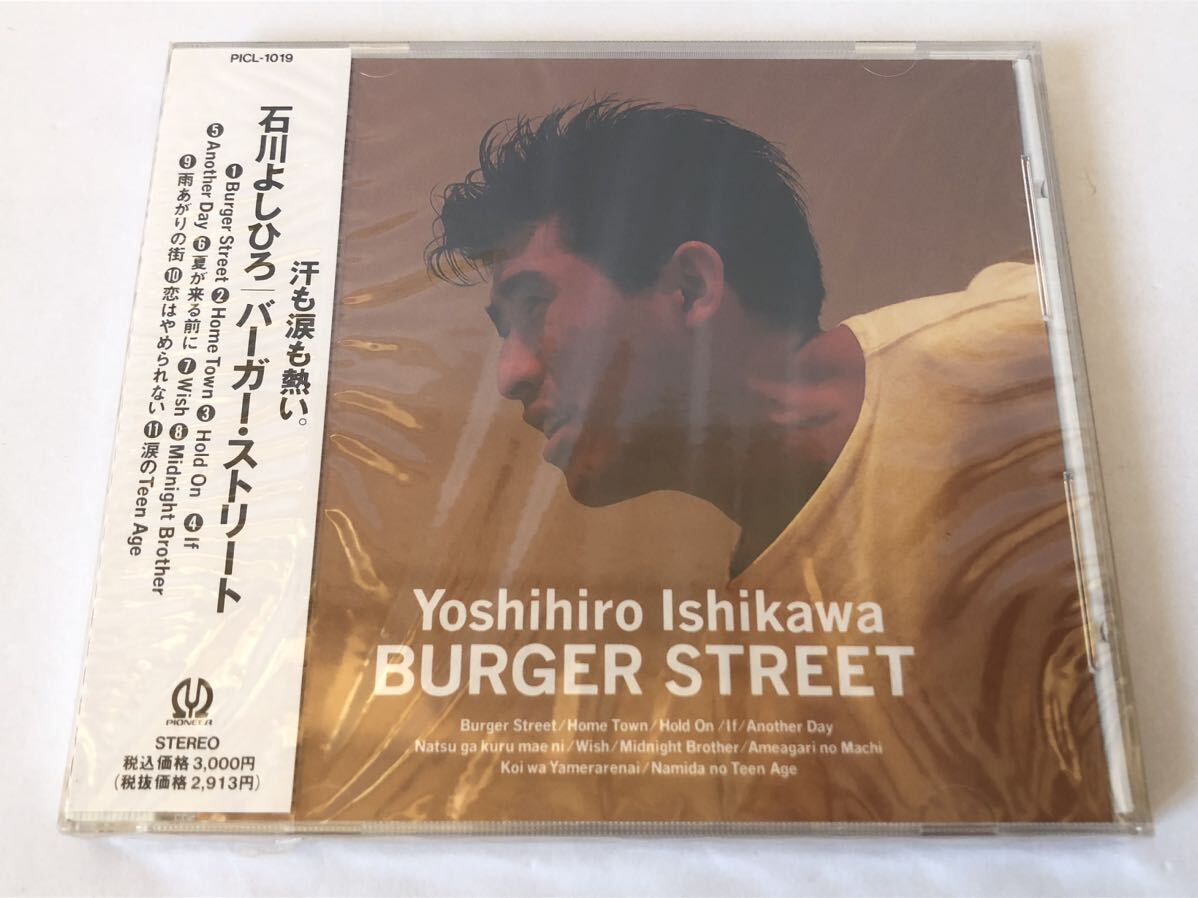 PICL-1019
汗も涙も熱い。
石川よしひろ|バーガー・ストリート
❶Burger Street ❷Home Town ❸Hold On ❹If
❺Another Day ❻夏が来る前に ❼Wish ❽Midnight Brother
❾雨あがりの街 ❿恋はやめられない ⓫涙のTeen Age
PIONEER
STEREO
税込価格3,000円
(税抜価格2,913円)
Yoshihiro Ishikawa
BURGER STREET
Burger Street/Home Town/Hold On/If/Another Day
Natsu ga kuru mae ni/Wish/Midnight Brother/Ameagari no Machi
Koi wa Yamerarenai/Namida no Teen Age